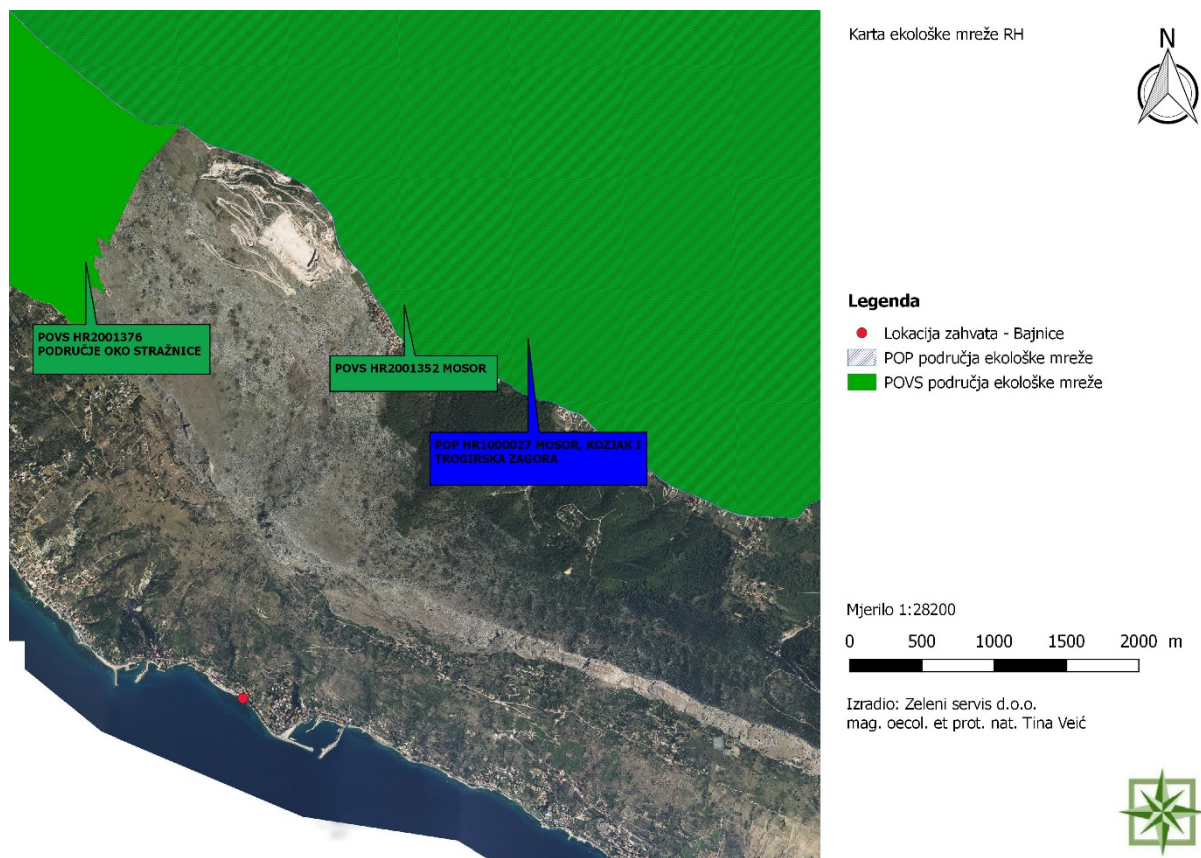 Karta ekološke mreže RH
N
POVS HR2001376
PODRUČJE OKO STRAŽNICE
POVS HR2001352 MOSOR
POP HR1000027 MOSOR, KOZJAK I
TROGIRSKA ZAGORA
Legenda
Lokacija zahvata - Bajnice
POP područja ekološke mreže
POVS područja ekološke mreže
Mjerilo 1:28200
0 500 1000 1500 2000 m
Izradio: Zeleni servis d.o.o.
mag. oecol. et prot. nat. Tina Veić